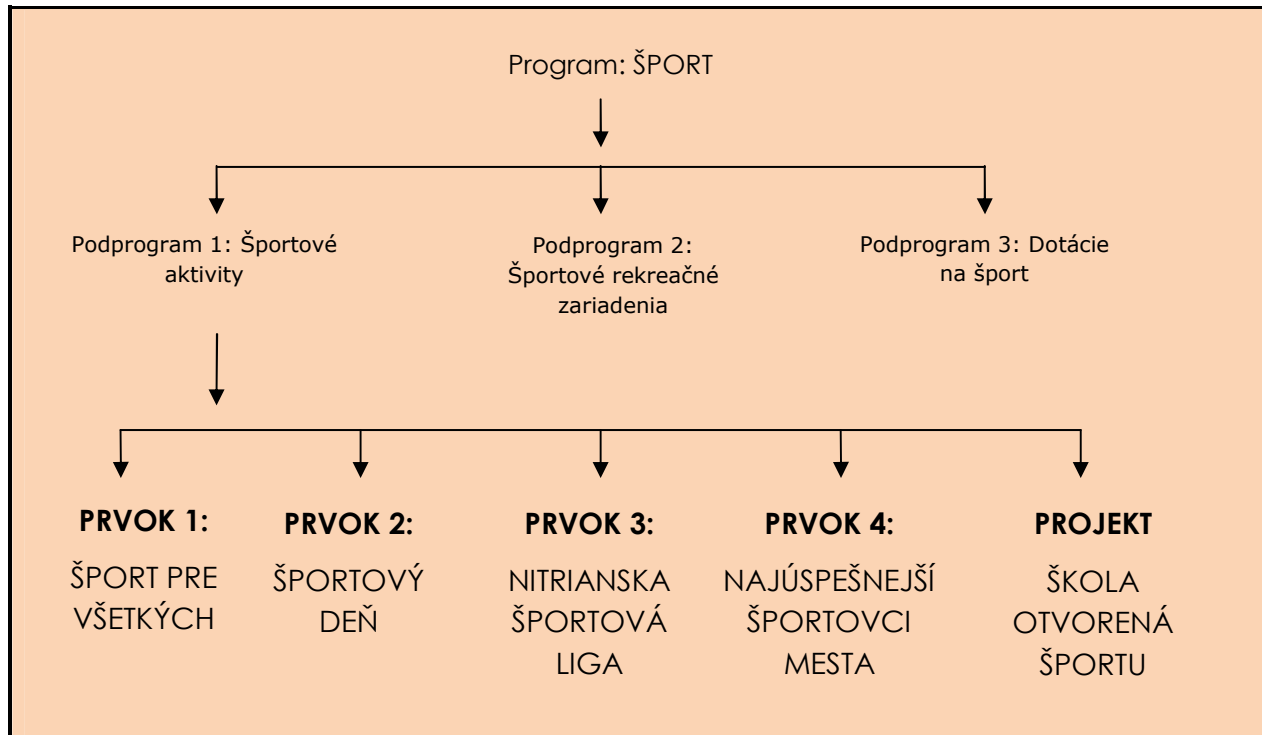 Program: ŠPORT
Podprogram 1: Športové
aktivity
Podprogram 2:
Športové rekreačné
zariadenia
Podprogram 3: Dotácie
na šport
PRVOK 1:
ŠPORT PRE
VŠETKÝCH
PRVOK 2:
ŠPORTOVÝ
DEŇ
PRVOK 3:
NITRIANSKA
ŠPORTOVÁ
LIGA
PRVOK 4:
NAJÚSPEŠNEJŠÍ
ŠPORTOVCI
MESTA
PROJEKT
ŠKOLA
OTVORENÁ
ŠPORTU